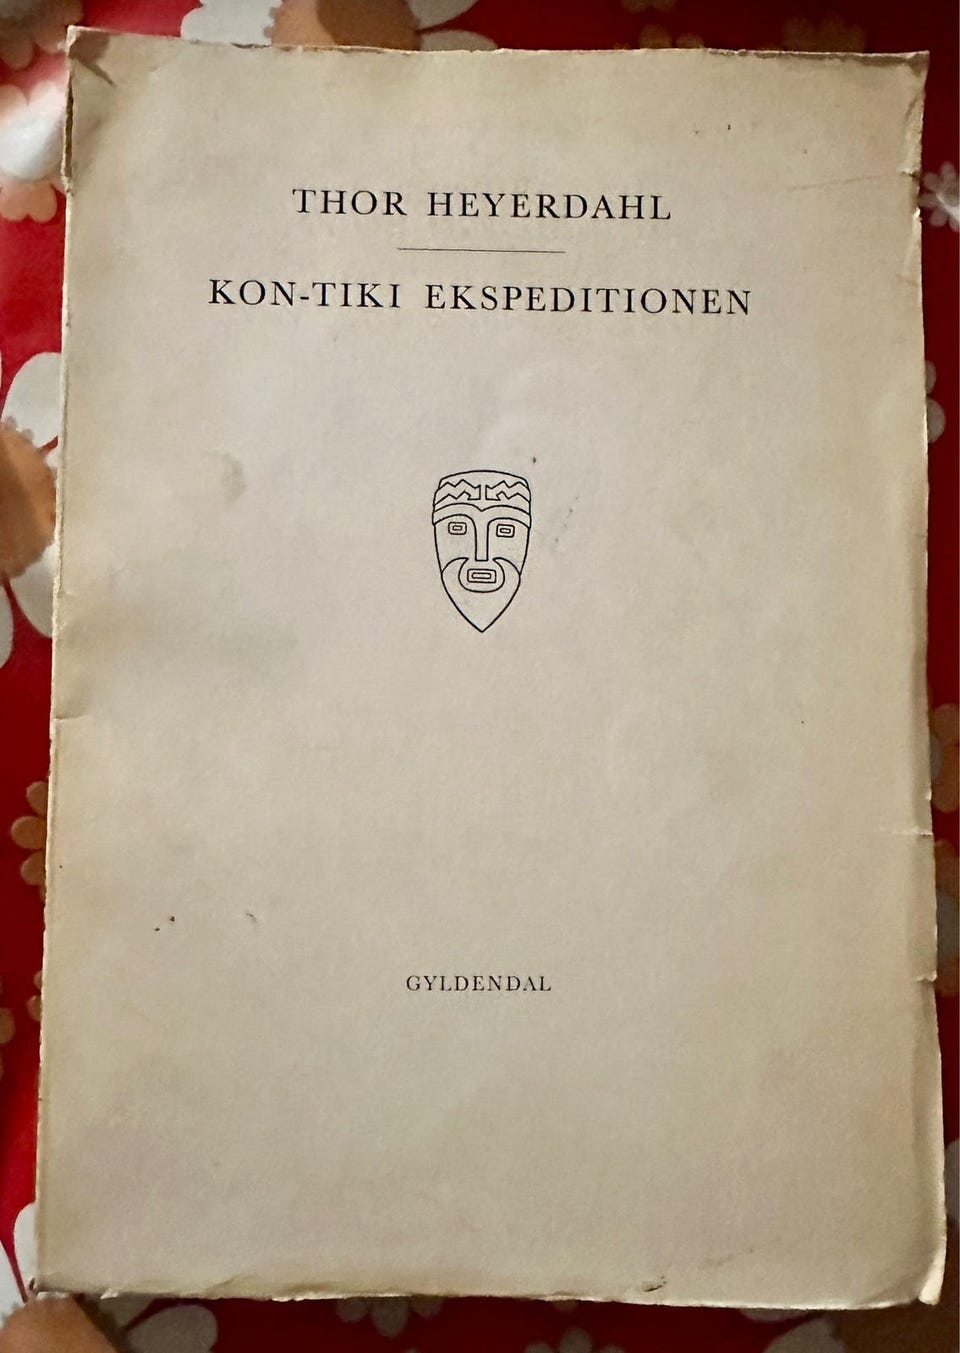 THOR HEYERDAHL
KON-TIKI EKSPEDITIONEN
GYLDENDAL